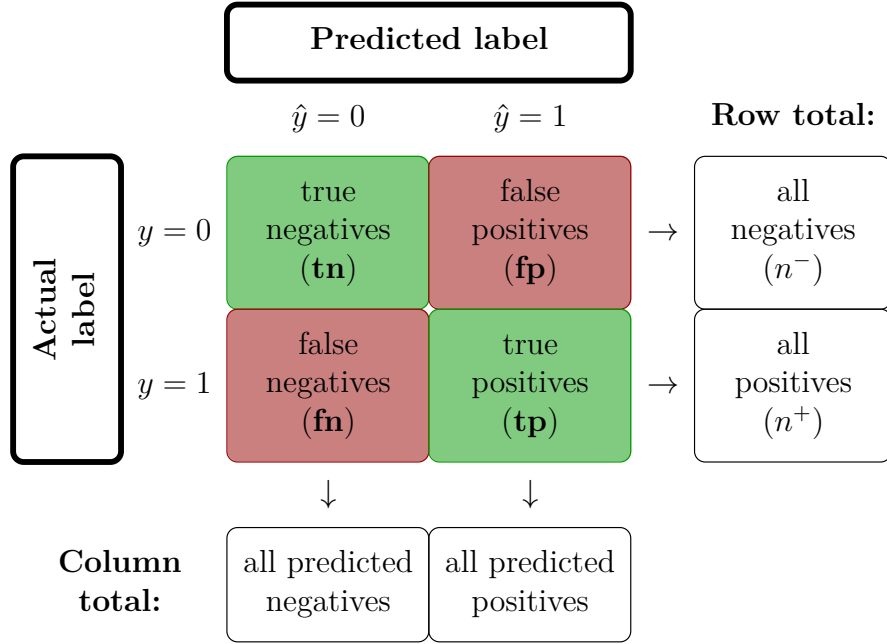 Predicted label
ŷ = 0 ŷ = 1 Row total:
Actual
label
y = 0
true
negatives
(tn)
false
positives
(fp)
→
all
negatives
(n⁻)
y = 1
false
negatives
(fn)
true
positives
(tp)
→
all
positives
(n⁺)
↓ ↓
Column
total:
all predicted
negatives
all predicted
positives